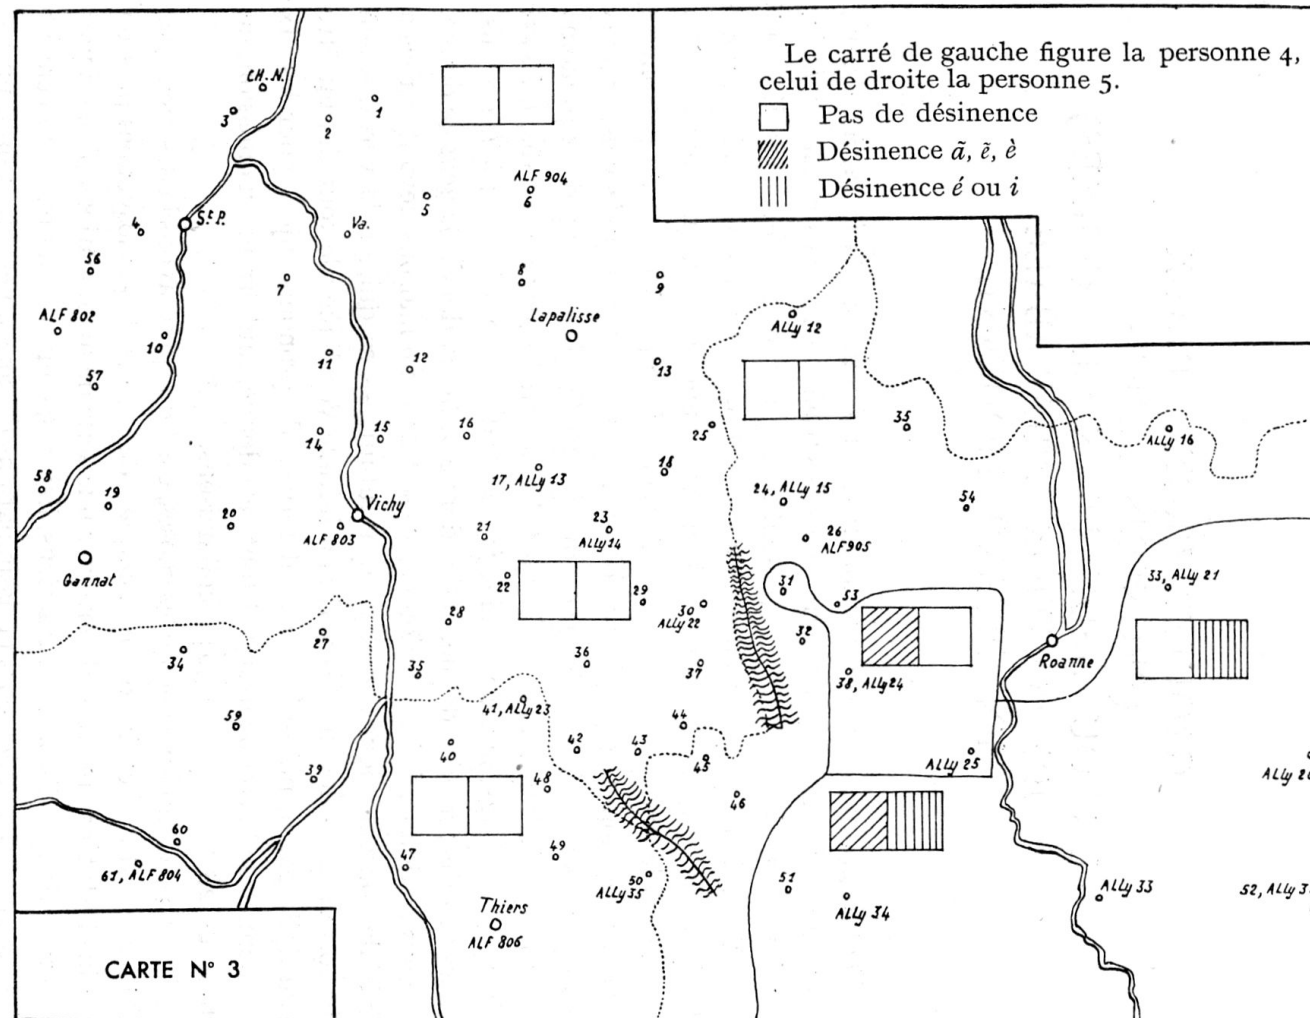 Le carré de gauche figure la personne 4,
celui de droite la personne 5.
Pas de désinence
Désinence ã, ẽ, è
Désinence é ou i
CH.-N.
3
2
1
ALF 904
6
5
4
St P.
Va.
56
7
8
9
ALF 802
10
Lapalisse
ALLy 12
57
11
12
13
14
15
16
25
35
ALLy 16
58
19
20
17, ALLy 13
18
24, ALLy 15
54
Vichy
ALF 803
21
23
ALLy 14
26
ALF 905
Gannat
22
29
30
ALLy 22
31
53
33, ALLy 21
28
27
34
35
36
37
32
38, ALLy 24
Roanne
59
41, ALLy 23
44
40
42
43
45
ALLy 25
39
48
46
60
61, ALF 804
47
49
50
ALLy 35
51
ALLy 34
ALLy 33
52, ALLy
Thiers
ALF 806
CARTE N° 3